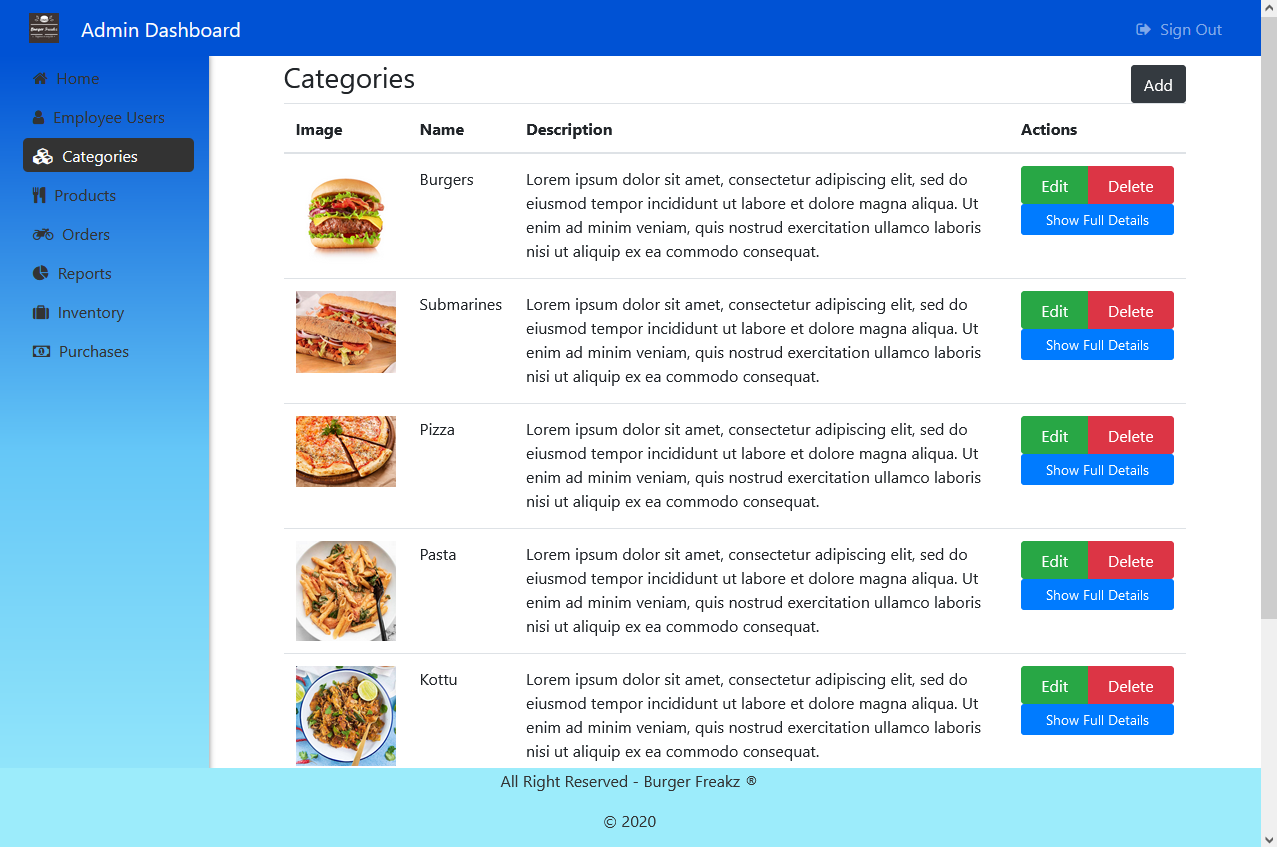 Burger Freakz
Admin Dashboard
Sign Out
Home
Employee Users
Categories
Products
Orders
Reports
Inventory
Purchases
Categories
Add
Image Name Description Actions
Burgers
Lorem ipsum dolor sit amet, consectetur adipiscing elit, sed do
eiusmod tempor incididunt ut labore et dolore magna aliqua. Ut
enim ad minim veniam, quis nostrud exercitation ullamco laboris
nisi ut aliquip ex ea commodo consequat.
Edit Delete
Show Full Details
Submarines
Lorem ipsum dolor sit amet, consectetur adipiscing elit, sed do
eiusmod tempor incididunt ut labore et dolore magna aliqua. Ut
enim ad minim veniam, quis nostrud exercitation ullamco laboris
nisi ut aliquip ex ea commodo consequat.
Edit Delete
Show Full Details
Pizza
Lorem ipsum dolor sit amet, consectetur adipiscing elit, sed do
eiusmod tempor incididunt ut labore et dolore magna aliqua. Ut
enim ad minim veniam, quis nostrud exercitation ullamco laboris
nisi ut aliquip ex ea commodo consequat.
Edit Delete
Show Full Details
Pasta
Lorem ipsum dolor sit amet, consectetur adipiscing elit, sed do
eiusmod tempor incididunt ut labore et dolore magna aliqua. Ut
enim ad minim veniam, quis nostrud exercitation ullamco laboris
nisi ut aliquip ex ea commodo consequat.
Edit Delete
Show Full Details
Kottu
Lorem ipsum dolor sit amet, consectetur adipiscing elit, sed do
eiusmod tempor incididunt ut labore et dolore magna aliqua. Ut
enim ad minim veniam, quis nostrud exercitation ullamco laboris
nisi ut aliquip ex ea commodo consequat.
Edit Delete
Show Full Details
All Right Reserved - Burger Freakz ®
© 2020